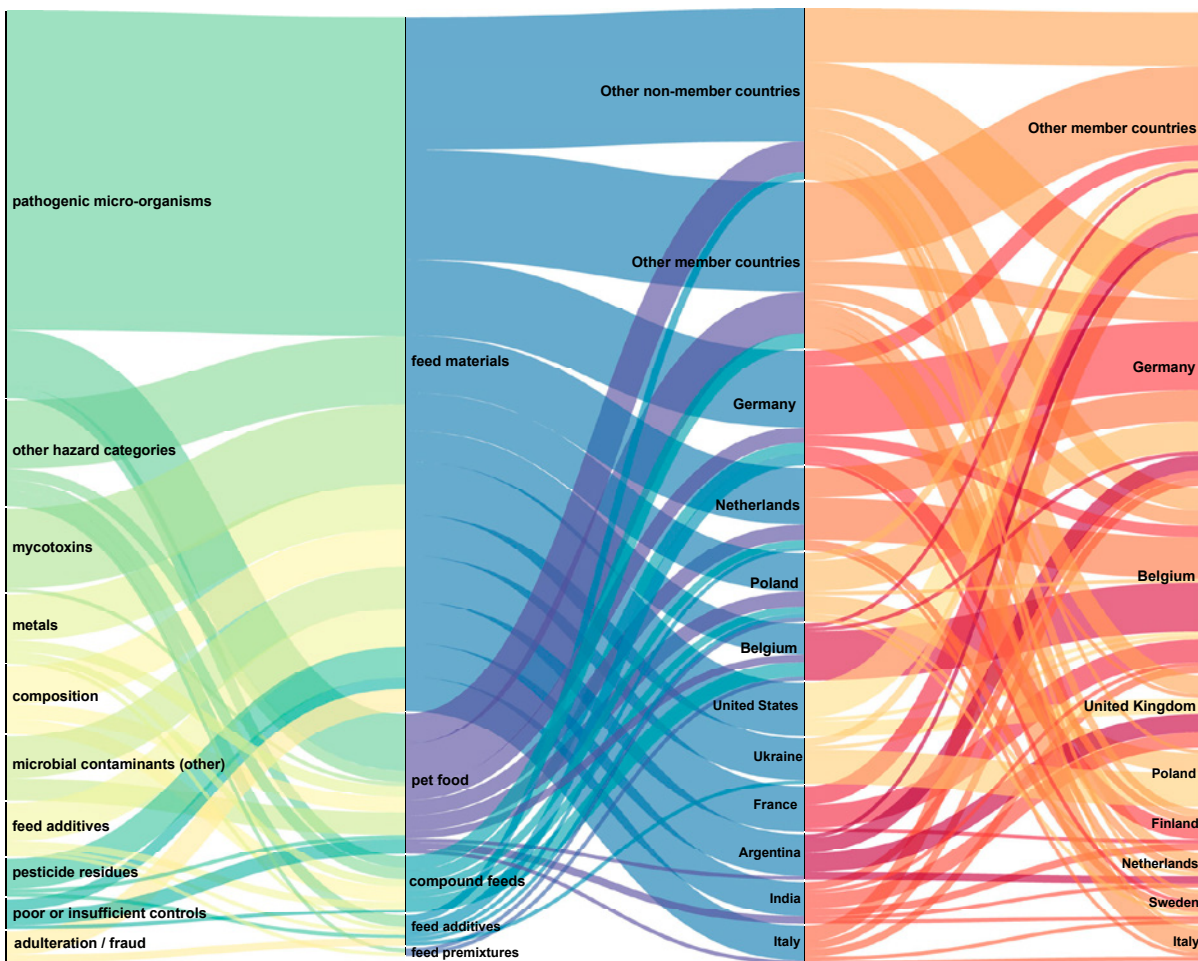 pathogenic micro-organisms
other hazard categories
mycotoxins
metals
composition
microbial contaminants (other)
feed additives
pesticide residues
poor or insufficient controls
adulteration / fraud
feed materials
pet food
compound feeds
feed additives
feed premixtures
Other non-member countries
Other member countries
Germany
Netherlands
Poland
Belgium
United States
Ukraine
France
Argentina
India
Italy
Other member countries
Germany
Belgium
United Kingdom
Poland
Finland
Netherlands
Sweden
Italy